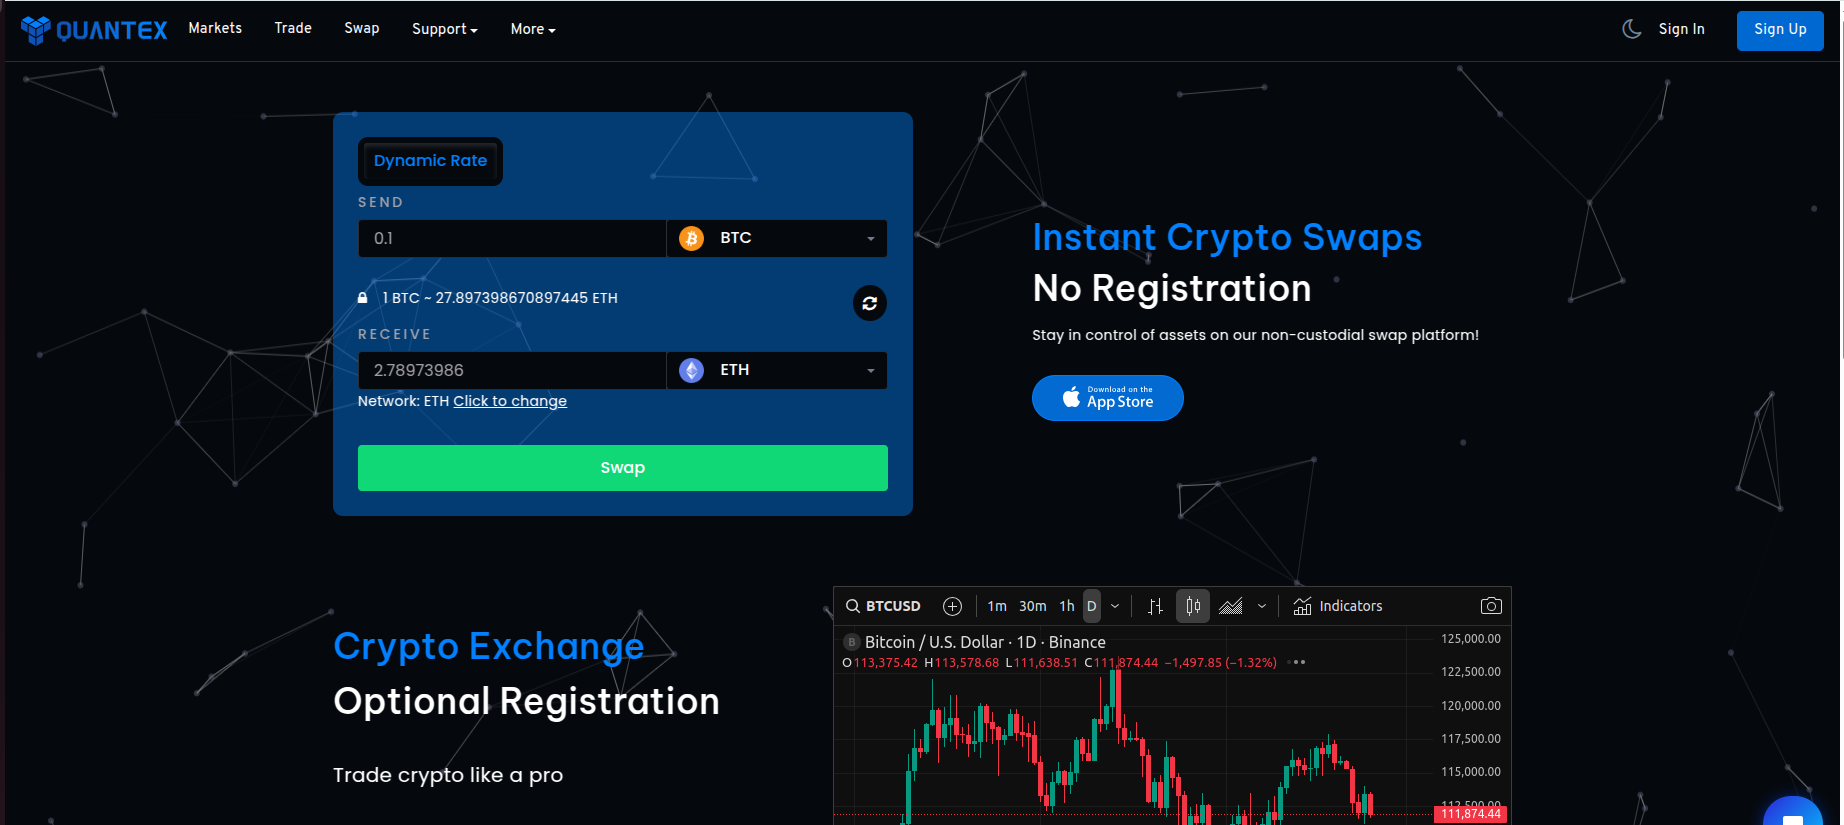 QUANTEX Markets Trade Swap Support More Sign In Sign Up
Dynamic Rate
SEND
0.1 BTC
1 BTC ~ 27.897398670897445 ETH
RECEIVE
2.78973986 ETH
Network: ETH Click to change
Swap
Instant Crypto Swaps
No Registration
Stay in control of assets on our non-custodial swap platform!
Download on the
App Store
Crypto Exchange
Optional Registration
Trade crypto like a pro
BTCUSD 1m 30m 1h D Indicators
B Bitcoin / U.S. Dollar · 1D · Binance
O113,375.42 H113,578.68 L111,638.51 C111,874.44 −1,497.85 (−1.32%)
125,000.00
122,500.00
120,000.00
117,500.00
115,000.00
112,500.00
111,874.44